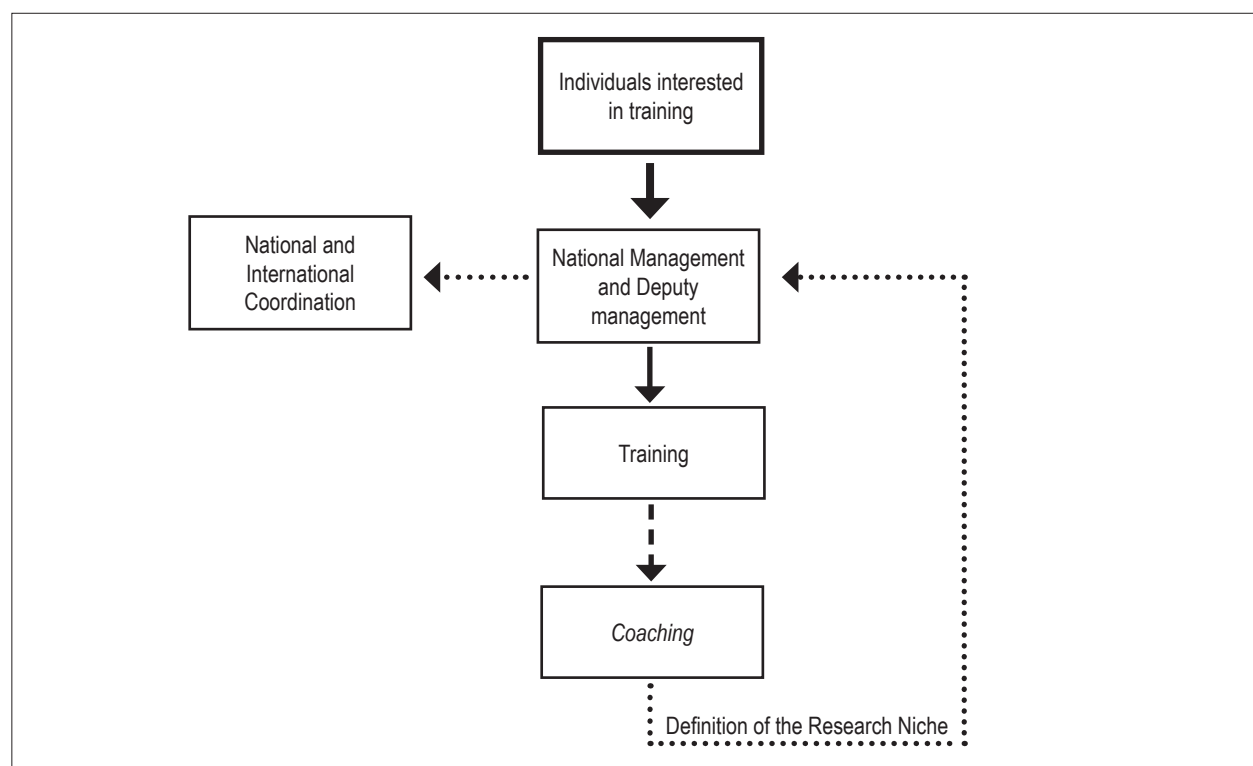 Individuals interested
in training
National and
International
Coordination
National Management
and Deputy
management
Training
Coaching
Definition of the Research Niche